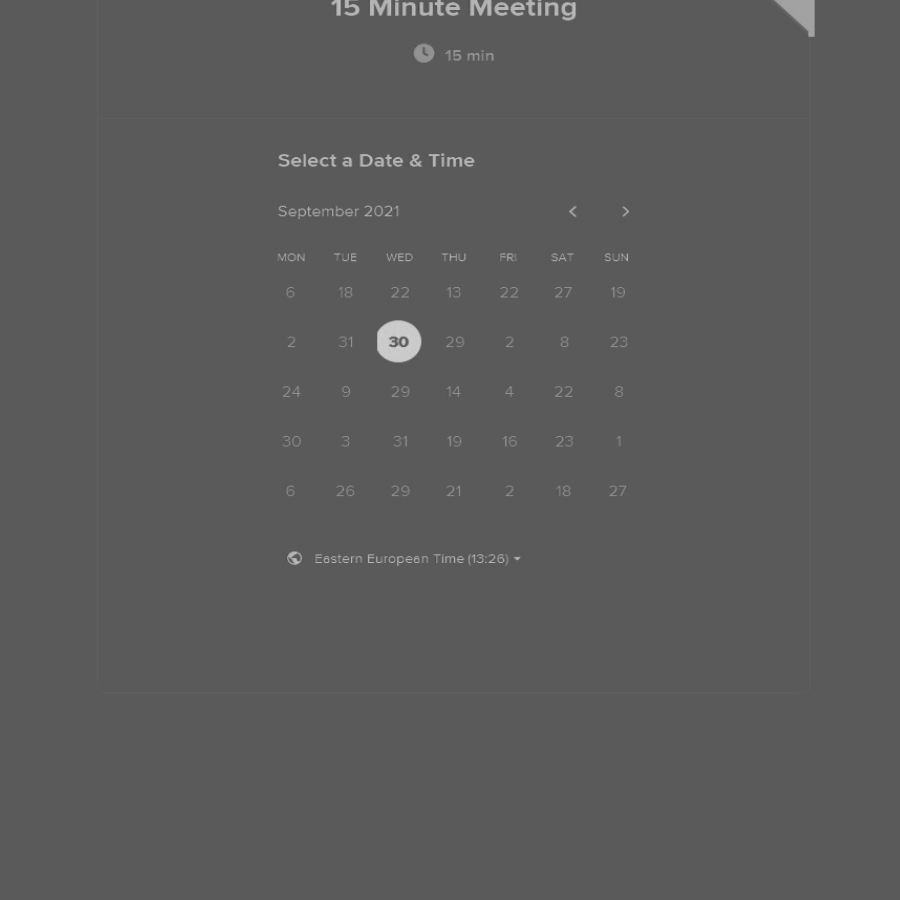 15 Minute Meeting
15 min
Select a Date & Time
September 2021
MON TUE WED THU FRI SAT SUN
6 18 22 13 22 27 19
2 31 30 29 2 8 23
24 9 29 14 4 22 8
30 3 31 19 16 23 1
6 26 29 21 2 18 27
Eastern European Time (13:26)